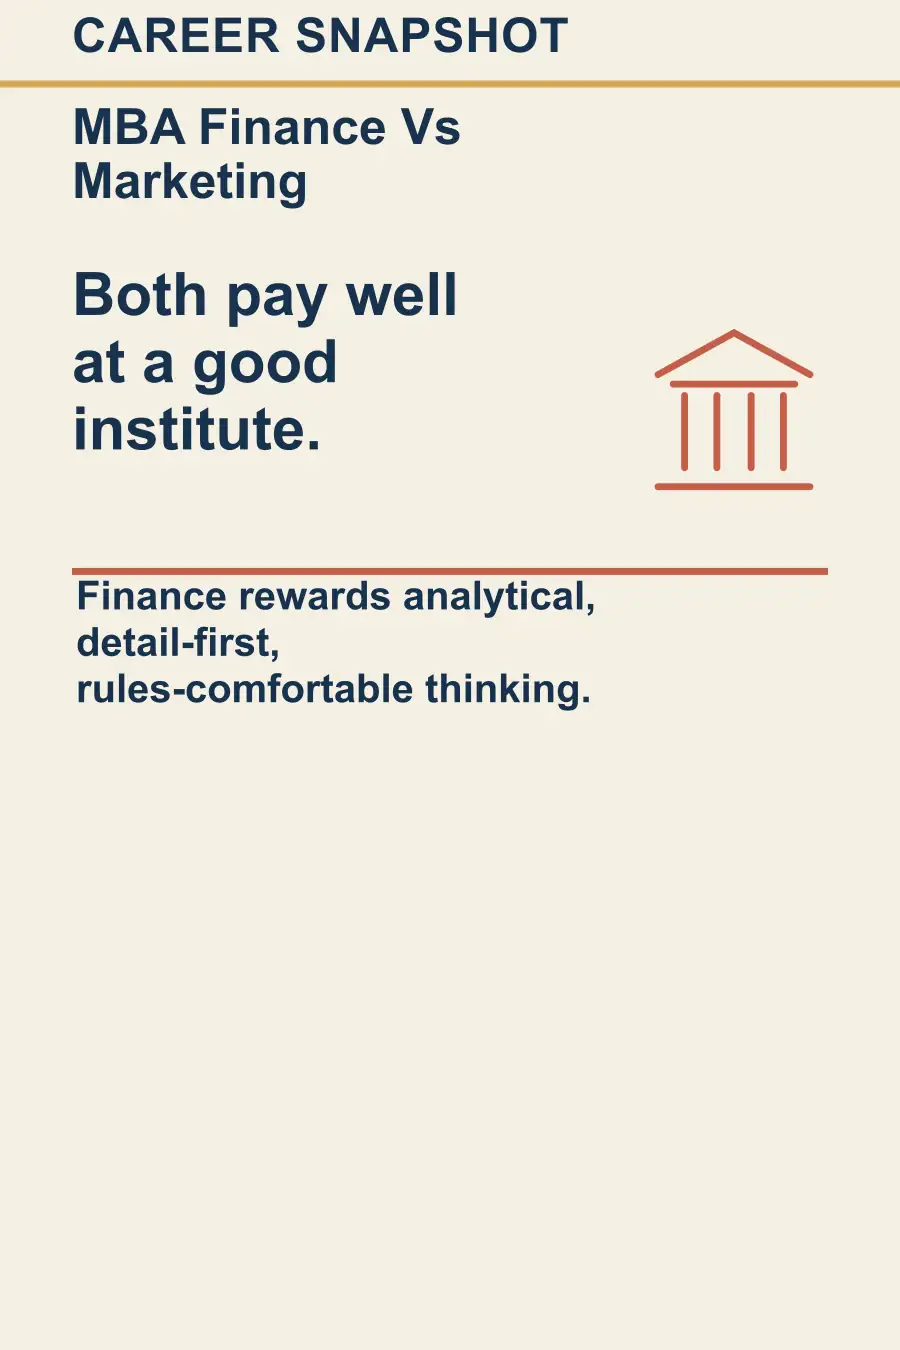 CAREER SNAPSHOT
MBA Finance Vs
Marketing
Both pay well
at a good
institute.
Finance rewards analytical,
detail-first,
rules-comfortable thinking.